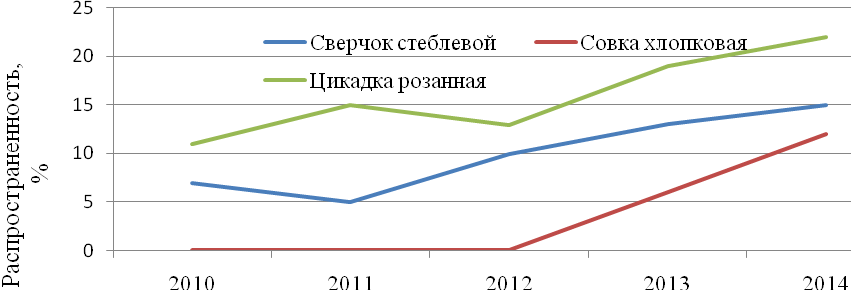 Распространенность,
%
25
20
15
10
5
0
Сверчок стеблевой
Совка хлопковая
Цикадка розанная
2010 2011 2012 2013 2014